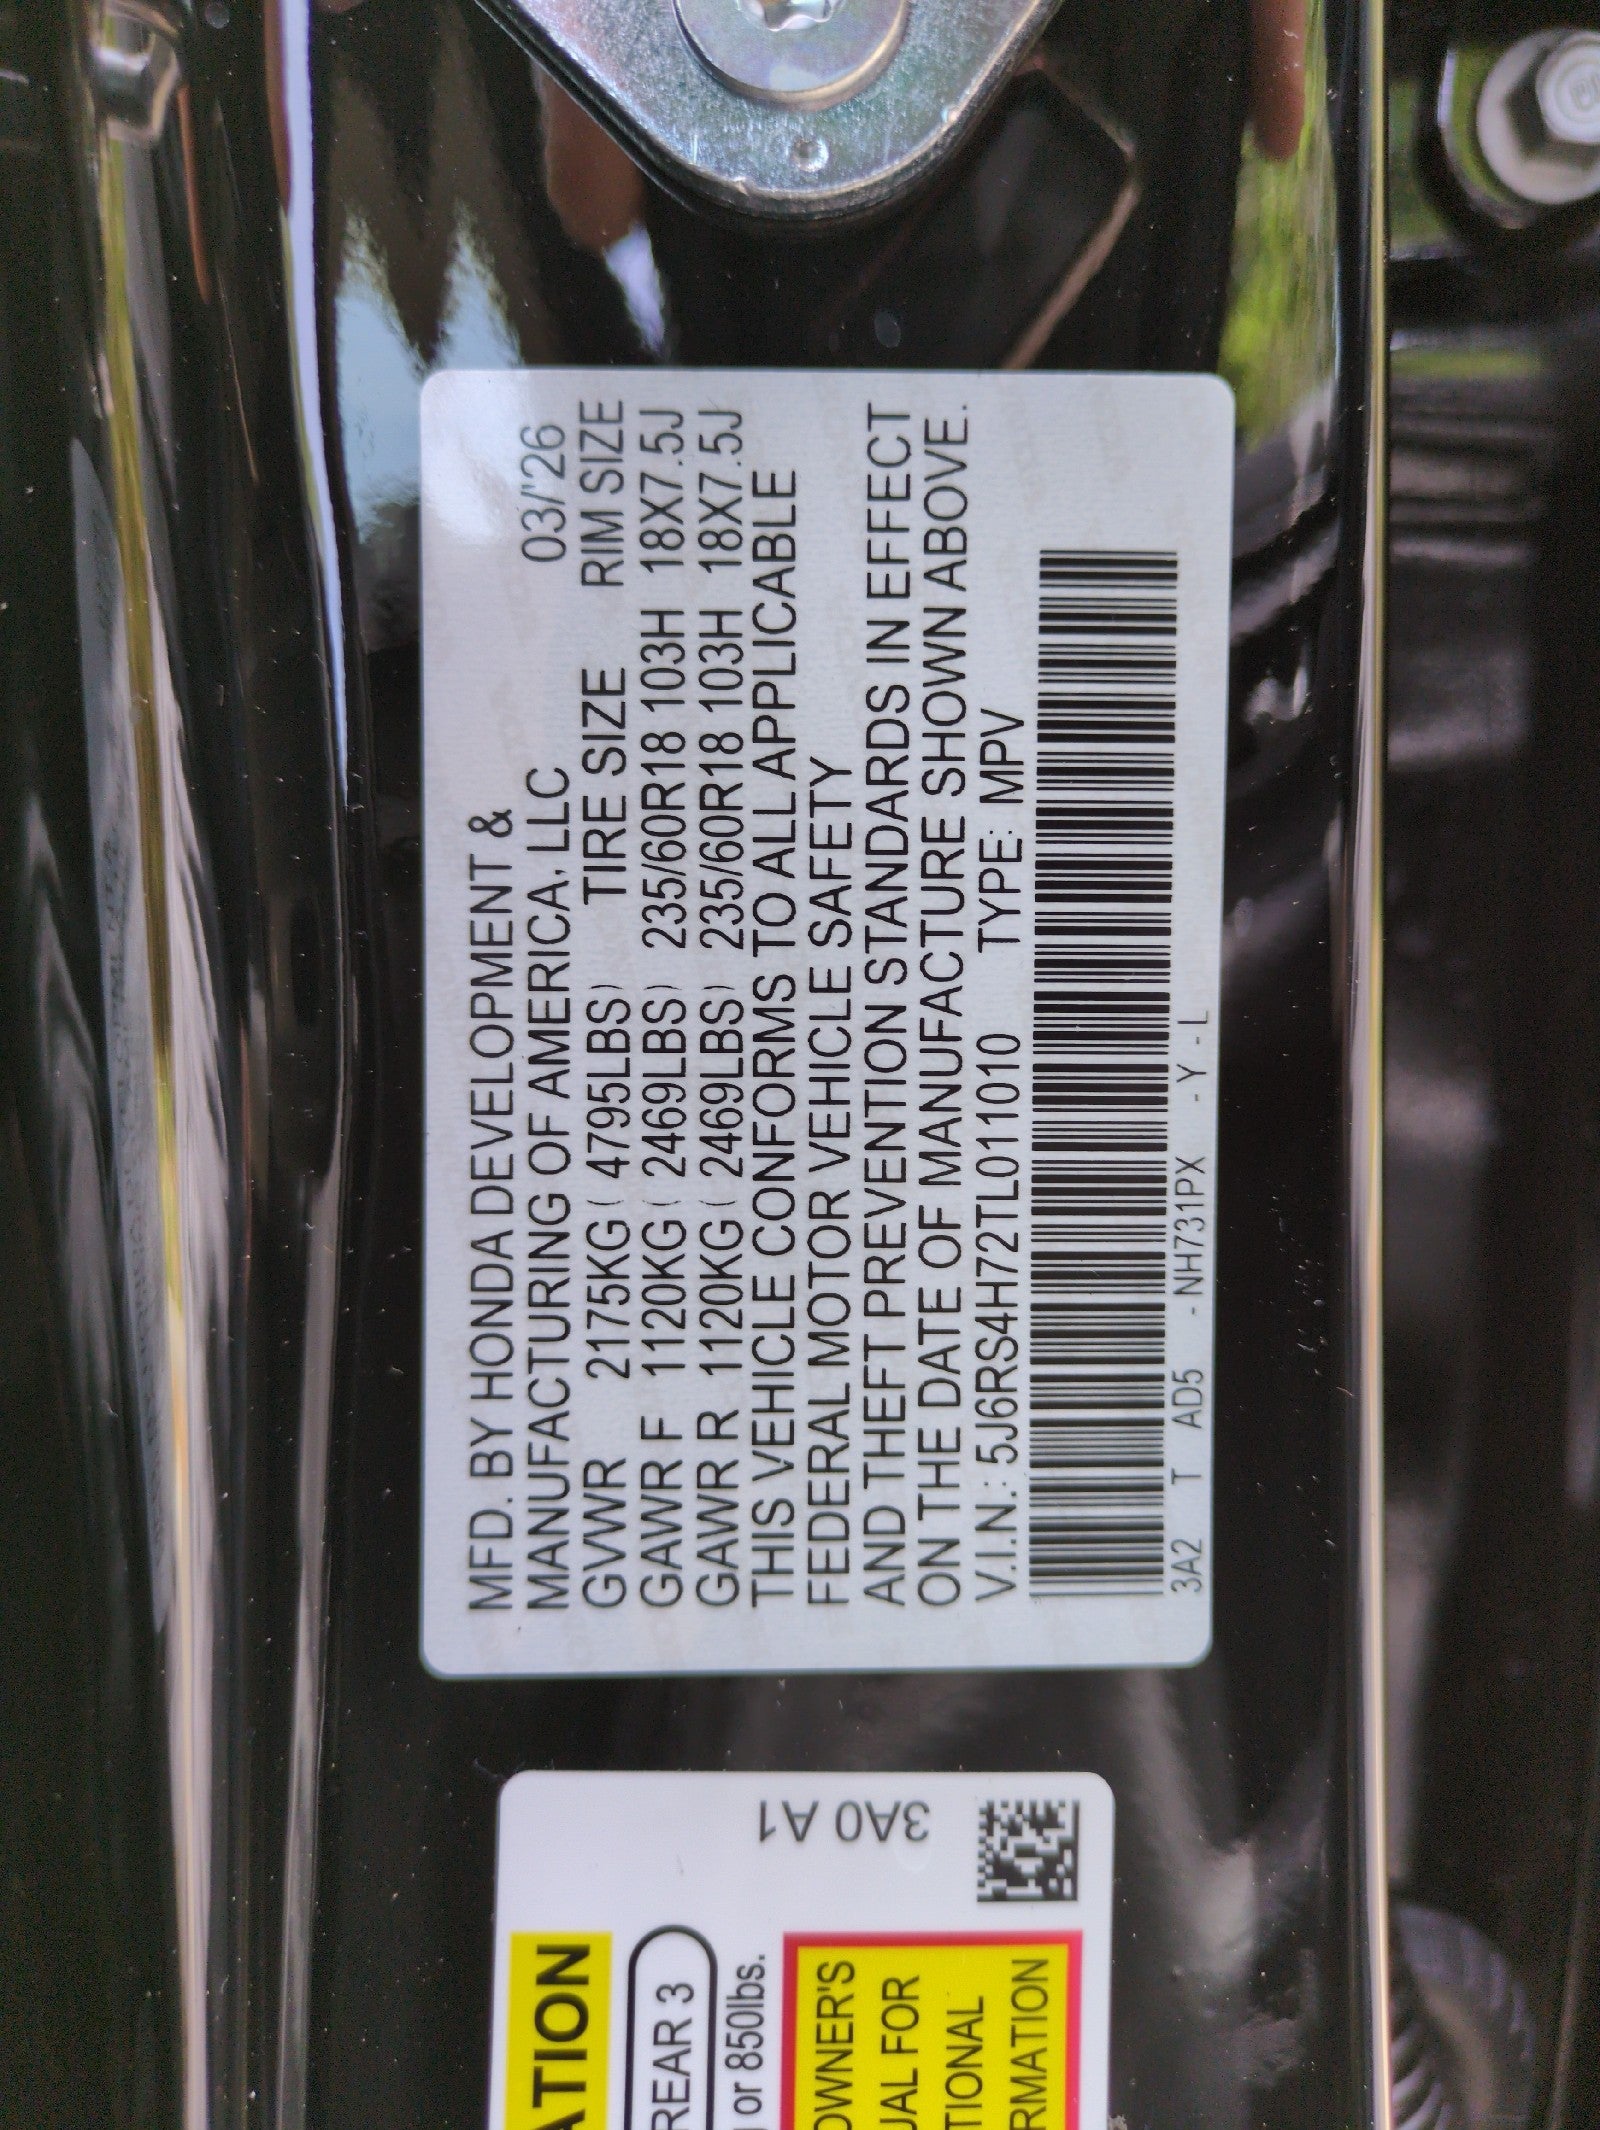 MFD. BY HONDA DEVELOPMENT &
MANUFACTURING OF AMERICA, LLC 03/'26
GVWR TIRE SIZE RIM SIZE
2175KG ( 4795LBS)
GAWR F 1120KG ( 2469LBS) 235/60R18 103H 18X7.5J
GAWR R 1120KG ( 2469LBS) 235/60R18 103H 18X7.5J
THIS VEHICLE CONFORMS TO ALL APPLICABLE
FEDERAL MOTOR VEHICLE SAFETY
AND THEFT PREVENTION STANDARDS IN EFFECT
ON THE DATE OF MANUFACTURE SHOWN ABOVE.
V.I.N.: 5J6RS4H72TL011010 TYPE: MPV
3A2 T AD5 - NH731PX - Y - L
3A0 A1
ATION
REAR 3
or 850lbs.
OWNER'S
UAL FOR
TIONAL
RMATION